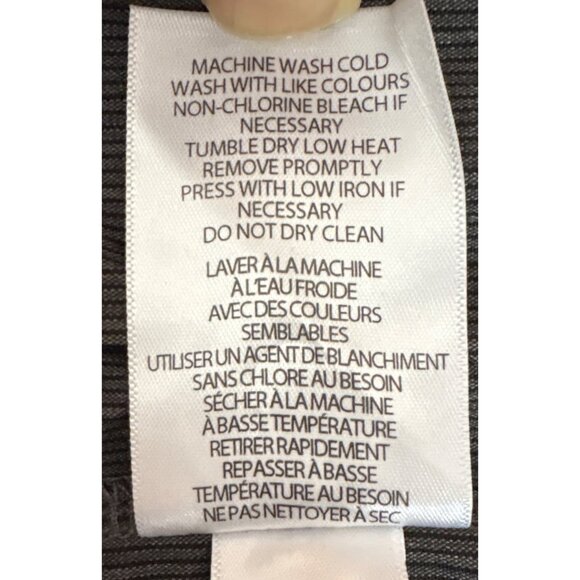 MACHINE WASH COLD
WASH WITH LIKE COLOURS
NON-CHLORINE BLEACH IF
NECESSARY
TUMBLE DRY LOW HEAT
REMOVE PROMPTLY
PRESS WITH LOW IRON IF
NECESSARY
DO NOT DRY CLEAN
LAVER À LA MACHINE
À L'EAU FROIDE
AVEC DES COULEURS
SEMBLABLES
UTILISER UN AGENT DE BLANCHIMENT
SANS CHLORE AU BESOIN
SÉCHER À LA MACHINE
À BASSE TEMPÉRATURE
RETIRER RAPIDEMENT
REPASSER À BASSE
TEMPÉRATURE AU BESOIN
NE PAS NETTOYER À SEC